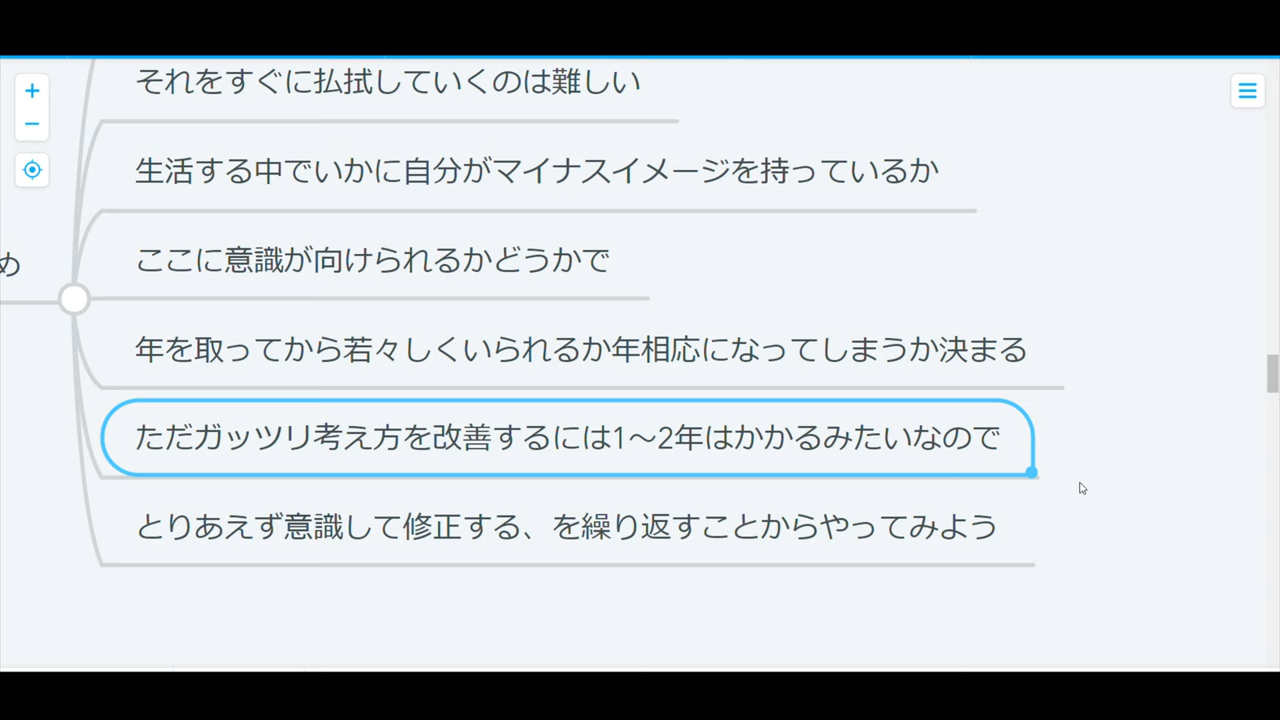 それをすぐに払拭していくのは難しい
生活する中でいかに自分がマイナスイメージを持っているか
ここに意識が向けられるかどうかで
め
年を取ってから若々しくいられるか年相応になってしまうか決まる
ただガッツリ考え方を改善するには1〜2年はかかるみたいなので
とりあえず意識して修正する、を繰り返すことからやってみよう